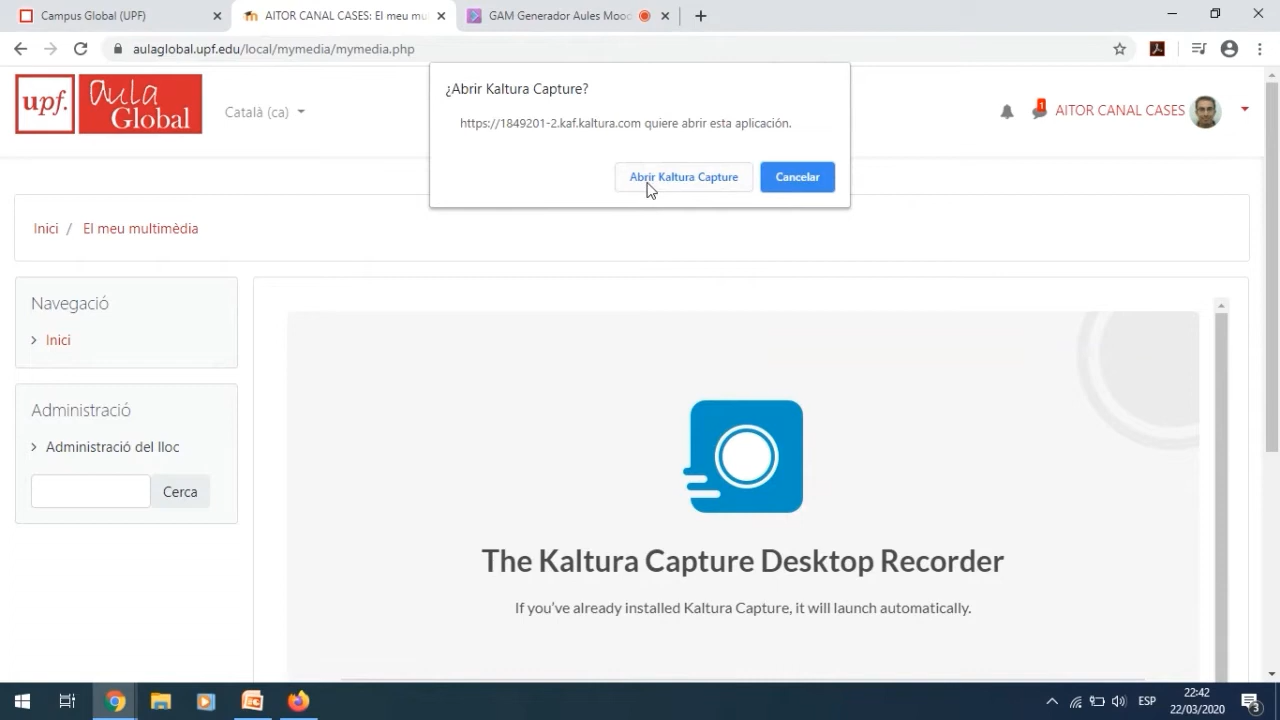 Campus Global (UPF)
AITOR CANAL CASES: El meu mu
GAM Generador Aules Mood
aulaglobal.upf.edu/local/mymedia/mymedia.php
¿Abrir Kaltura Capture?
https://1849201-2.kaf.kaltura.com quiere abrir esta aplicación.
Abrir Kaltura Capture
Cancelar
upf.
aula
Global
Català (ca)
1
AITOR CANAL CASES
Inici / El meu multimèdia
Navegació
Inici
Administració
Administració del lloc
Cerca
The Kaltura Capture Desktop Recorder
If you've already installed Kaltura Capture, it will launch automatically.
ESP
22:42
22/03/2020
3